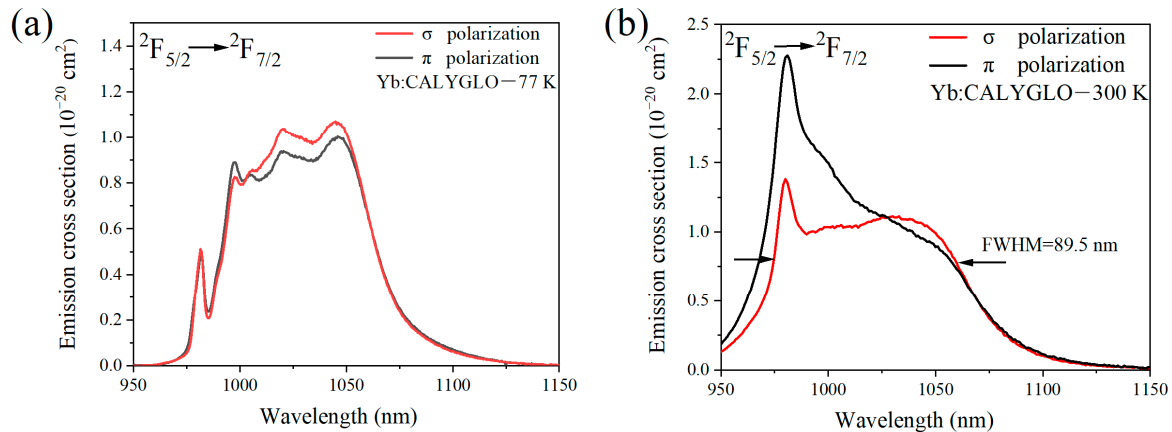 (a)
²F5/2 → ²F7/2
σ polarization
π polarization
Yb:CALYGLO−77 K
Emission cross section (10⁻²⁰ cm²)
1.4
1.2
1.0
0.8
0.6
0.4
0.2
0.0
950 1000 1050 1100 1150
Wavelength (nm)
(b)
²F5/2 → ²F7/2
σ polarization
π polarization
Yb:CALYGLO−300 K
FWHM=89.5 nm
Emission cross section (10⁻²⁰ cm²)
2.50
2.25
2.0
1.5
1.0
0.5
0.0
950 1000 1050 1100 1150
Wavelength (nm)